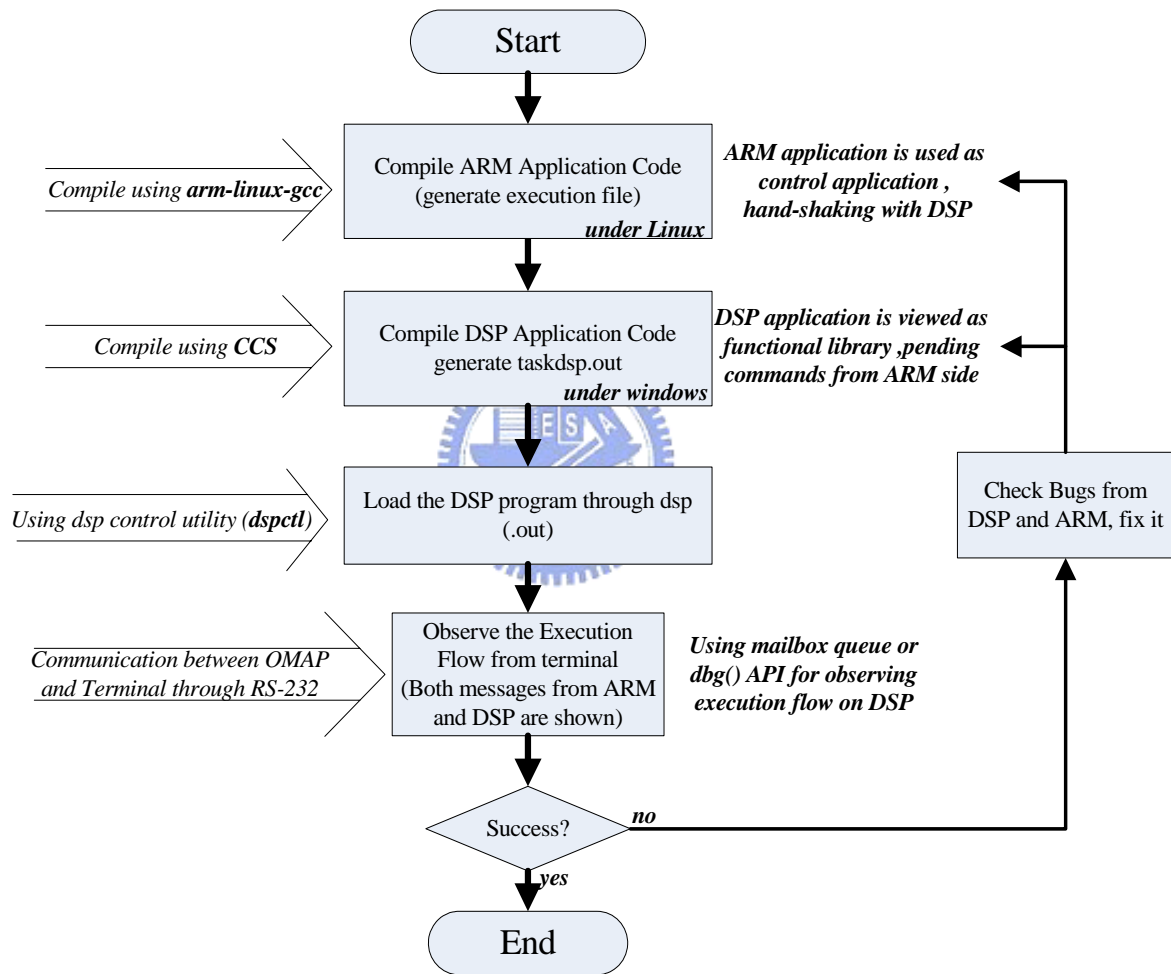 Start
Compile using arm-linux-gcc
Compile ARM Application Code
(generate execution file)
under Linux
ARM application is used as
control application ,
hand-shaking with DSP
Compile using CCS
Compile DSP Application Code
generate taskdsp.out
under windows
DSP application is viewed as
functional library ,pending
commands from ARM side
E S A
Using dsp control utility (dspctl)
Load the DSP program through dsp
(.out)
Check Bugs from
DSP and ARM, fix it
Communication between OMAP
and Terminal through RS-232
Observe the Execution
Flow from terminal
(Both messages from ARM
and DSP are shown)
Using mailbox queue or
dbg() API for observing
execution flow on DSP
Success?
no
yes
End